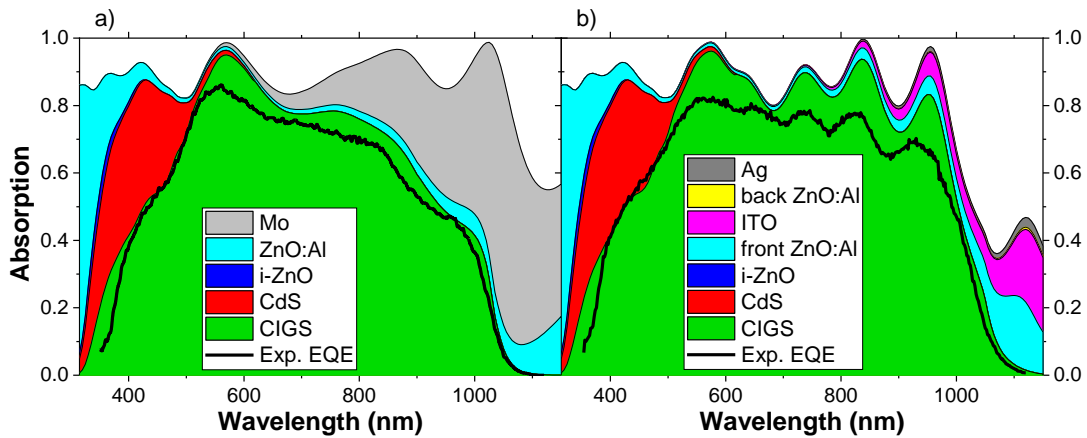 a)
b)
1.0
0.8
0.6
0.4
0.2
0.0
Absorption
Mo
ZnO:Al
i-ZnO
CdS
CIGS
Exp. EQE
400
600
800
1000
Wavelength (nm)
Ag
back ZnO:Al
ITO
front ZnO:Al
i-ZnO
CdS
CIGS
Exp. EQE
400
600
800
1000
Wavelength (nm)
1.0
0.8
0.6
0.4
0.2
0.0